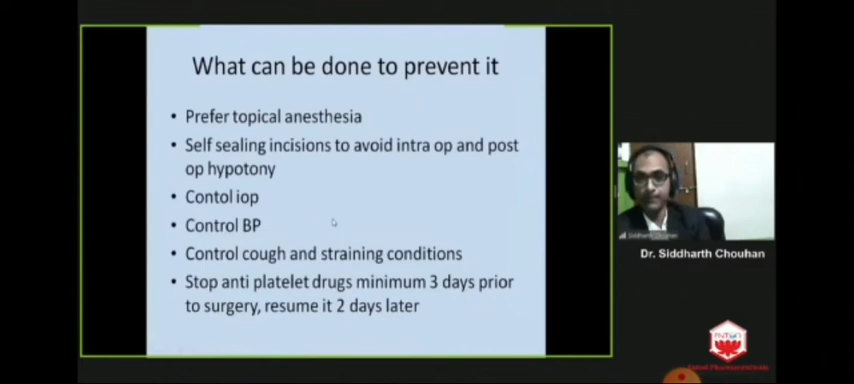 What can be done to prevent it
• Prefer topical anesthesia
• Self sealing incisions to avoid intra op and post
op hypotony
• Contol iop
• Control BP
• Control cough and straining conditions
• Stop anti platelet drugs minimum 3 days prior
to surgery, resume it 2 days later
Siddharth Chouhan
Dr. Siddharth Chouhan